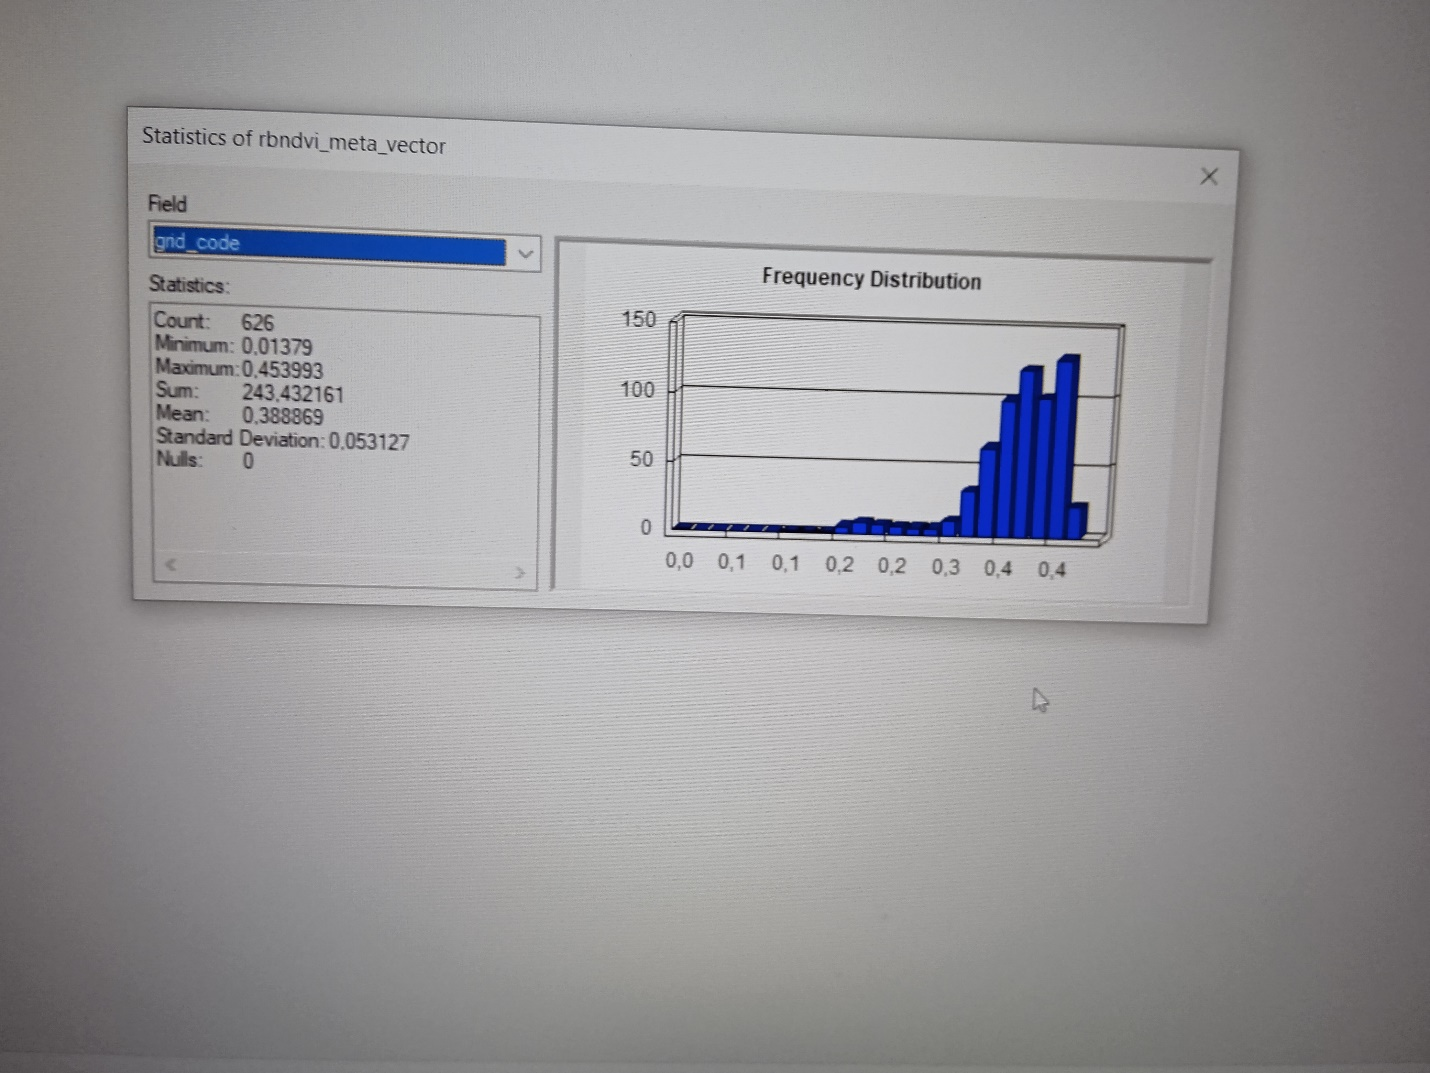 Statistics of rbndvi_meta_vector
Field
grid_code
Statistics:
Count: 626
Minimum: 0,01379
Maximum: 0,453993
Sum: 243,432161
Mean: 0,388869
Standard Deviation: 0,053127
Nulls: 0
Frequency Distribution
150
100
50
0
0,0 0,1 0,1 0,2 0,2 0,3 0,4 0,4